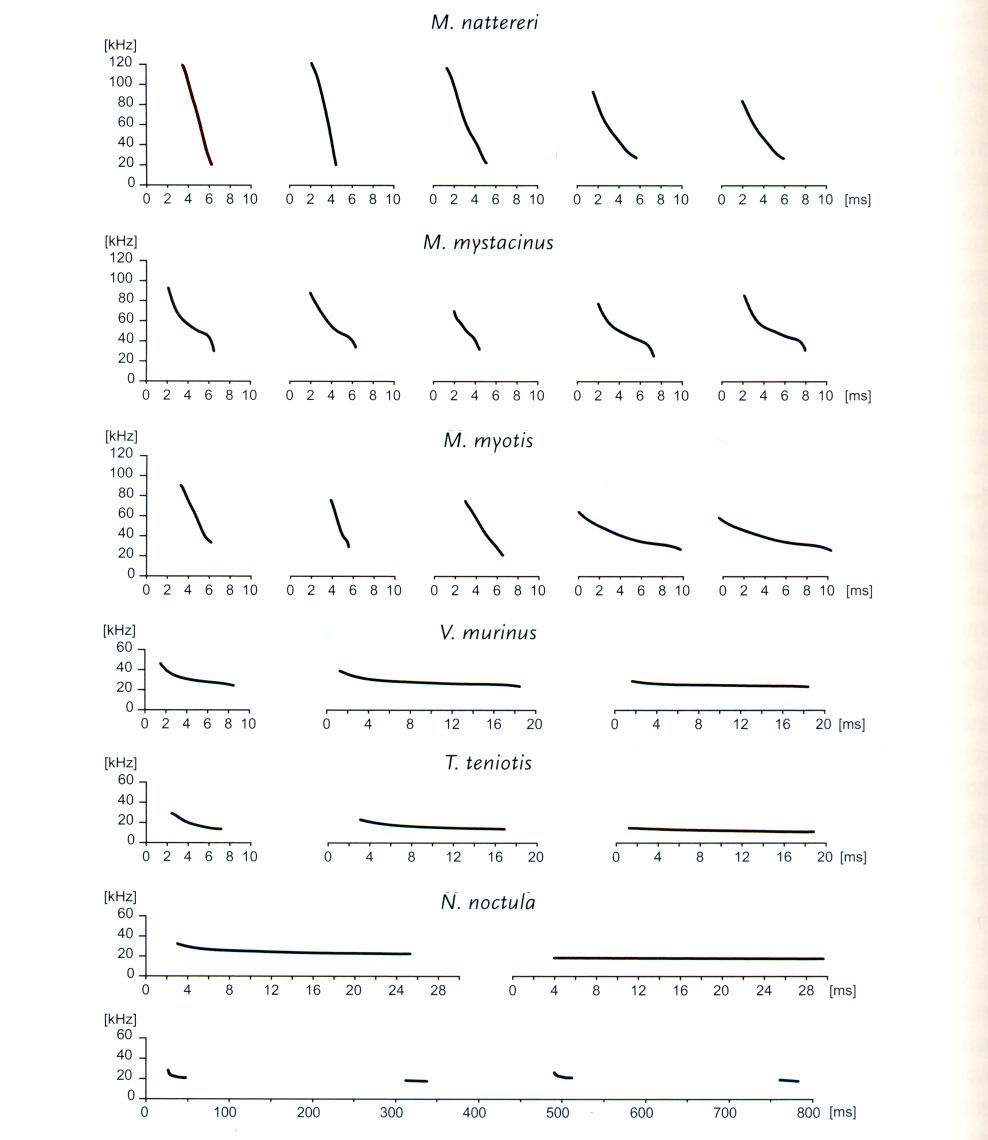 M. nattereri
[kHz]
120
100
80
60
40
20
0
0 2 4 6 8 10 0 2 4 6 8 10 0 2 4 6 8 10 0 2 4 6 8 10 0 2 4 6 8 10 [ms]
M. mystacinus
[kHz]
120
100
80
60
40
20
0
0 2 4 6 8 10 0 2 4 6 8 10 0 2 4 6 8 10 0 2 4 6 8 10 0 2 4 6 8 10 [ms]
M. myotis
[kHz]
120
100
80
60
40
20
0
0 2 4 6 8 10 0 2 4 6 8 10 0 2 4 6 8 10 0 2 4 6 8 10 0 2 4 6 8 10 [ms]
V. murinus
[kHz]
60
40
20
0
0 2 4 6 8 10 0 4 8 12 16 20 0 4 8 12 16 20 [ms]
T. teniotis
[kHz]
60
40
20
0
0 2 4 6 8 10 0 4 8 12 16 20 0 4 8 12 16 20 [ms]
N. noctula
[kHz]
60
40
20
0
0 4 8 12 16 20 24 28 0 4 8 12 16 20 24 28 [ms]
[kHz]
60
40
20
0
0 100 200 300 400 500 600 700 800 [ms]